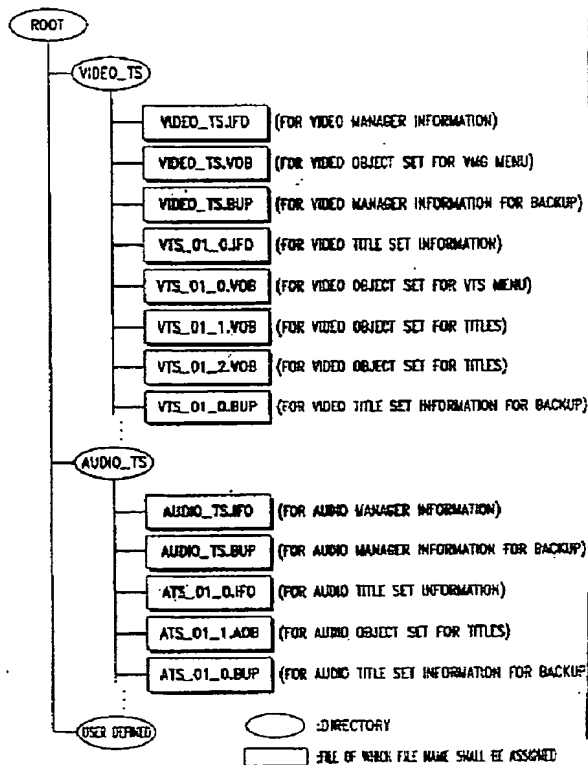 ROOT
VIDEO_TS
VIDEO_TS.IFO (FOR VIDEO MANAGER INFORMATION)
VIDEO_TS.VOB (FOR VIDEO OBJECT SET FOR VMG MENU)
VIDEO_TS.BUP (FOR VIDEO MANAGER INFORMATION FOR BACKUP)
VTS_01_0.IFO (FOR VIDEO TITLE SET INFORMATION)
VTS_01_0.VOB (FOR VIDEO OBJECT SET FOR VTS MENU)
VTS_01_1.VOB (FOR VIDEO OBJECT SET FOR TITLES)
VTS_01_2.VOB (FOR VIDEO OBJECT SET FOR TITLES)
VTS_01_0.BUP (FOR VIDEO TITLE SET INFORMATION FOR BACKUP)
AUDIO_TS
AUDIO_TS.IFO (FOR AUDIO MANAGER INFORMATION)
AUDIO_TS.BUP (FOR AUDIO MANAGER INFORMATION FOR BACKUP)
ATS_01_0.IFO (FOR AUDIO TITLE SET INFORMATION)
ATS_01_1.AOB (FOR AUDIO OBJECT SET FOR TITLES)
ATS_01_0.BUP (FOR AUDIO TITLE SET INFORMATION FOR BACKUP)
USER DEFINED
:DIRECTORY
:FILE OF WHICH FILE NAME SHALL BE ASSIGNED